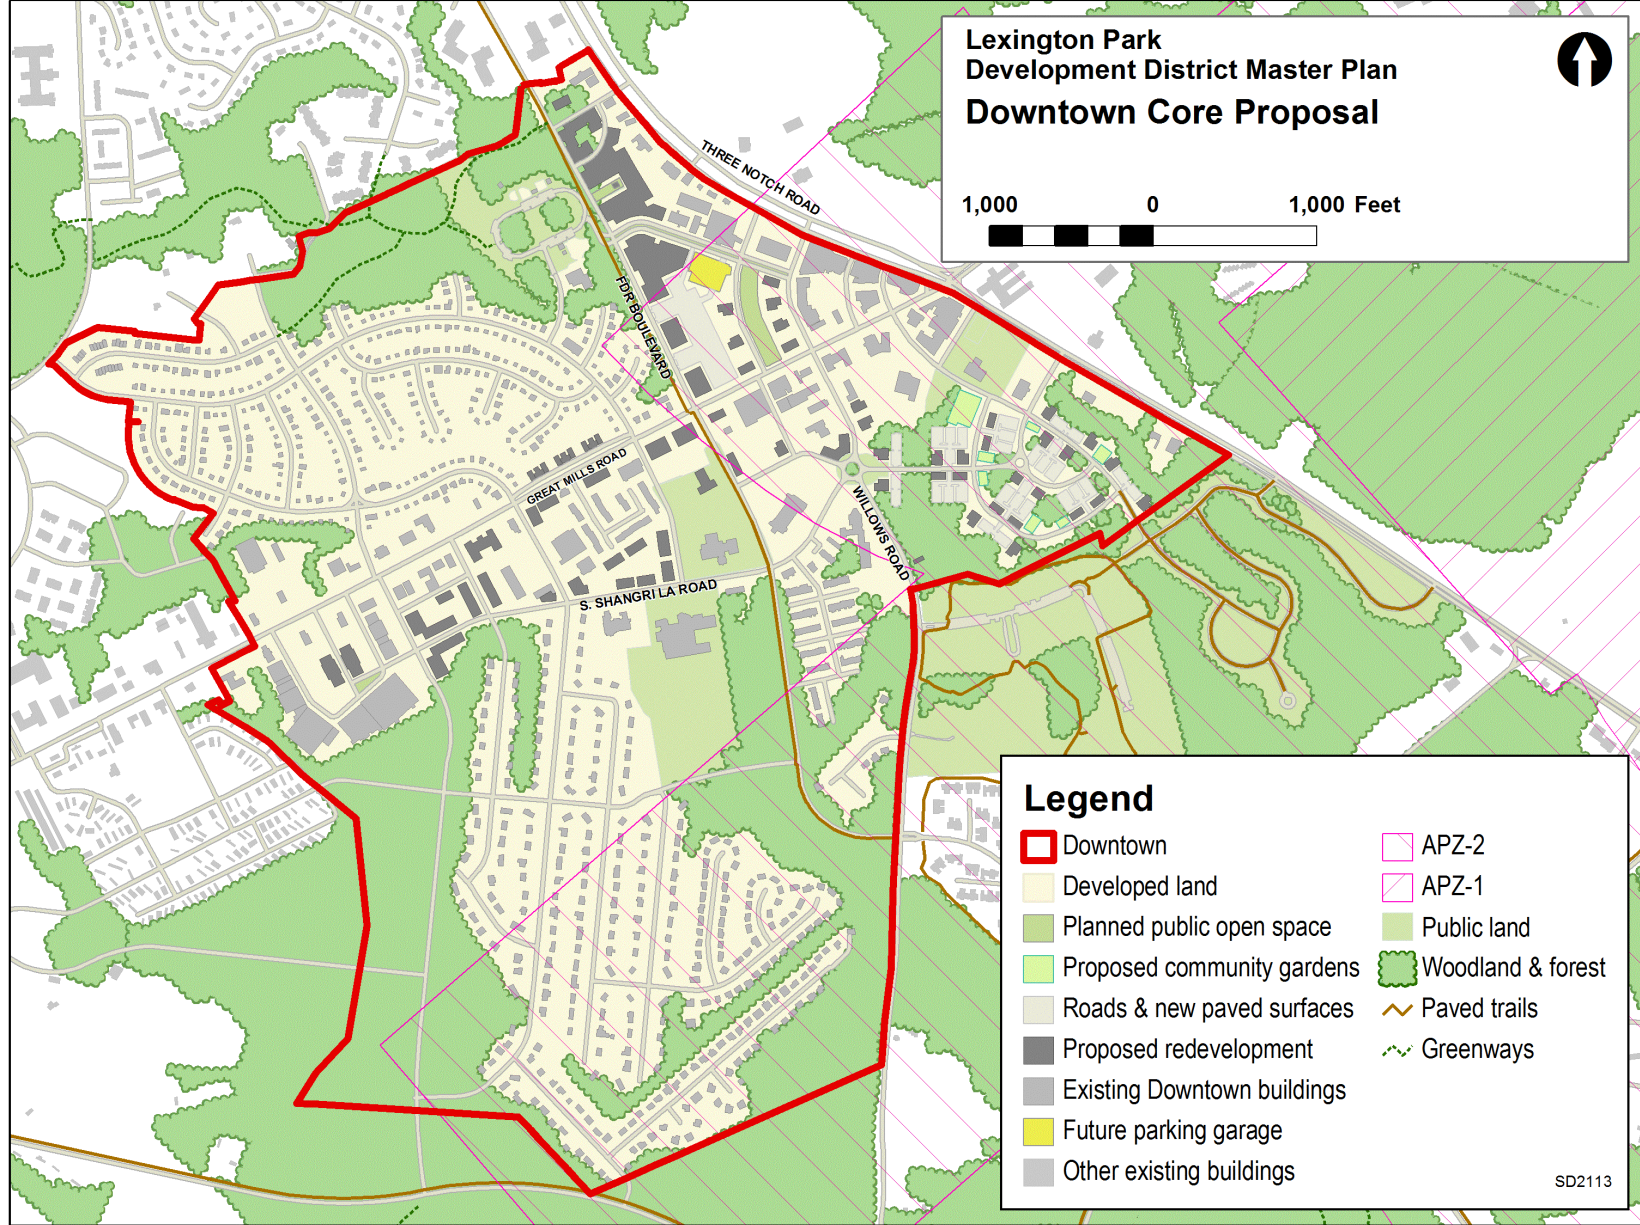 Lexington Park
Development District Master Plan
Downtown Core Proposal
1,000 0 1,000 Feet
THREE NOTCH ROAD
FDR BOULEVARD
GREAT MILLS ROAD
WILLOWS ROAD
S. SHANGRI LA ROAD
Legend
Downtown
Developed land
Planned public open space
Proposed community gardens
Roads & new paved surfaces
Proposed redevelopment
Existing Downtown buildings
Future parking garage
Other existing buildings
APZ-2
APZ-1
Public land
Woodland & forest
Paved trails
Greenways
SD2113